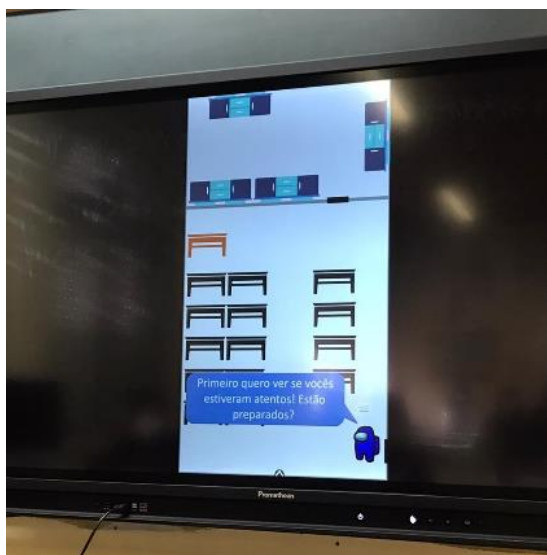 Primeiro quero ver se vocês
estiveram atentos! Estão
preparados?
Promethean